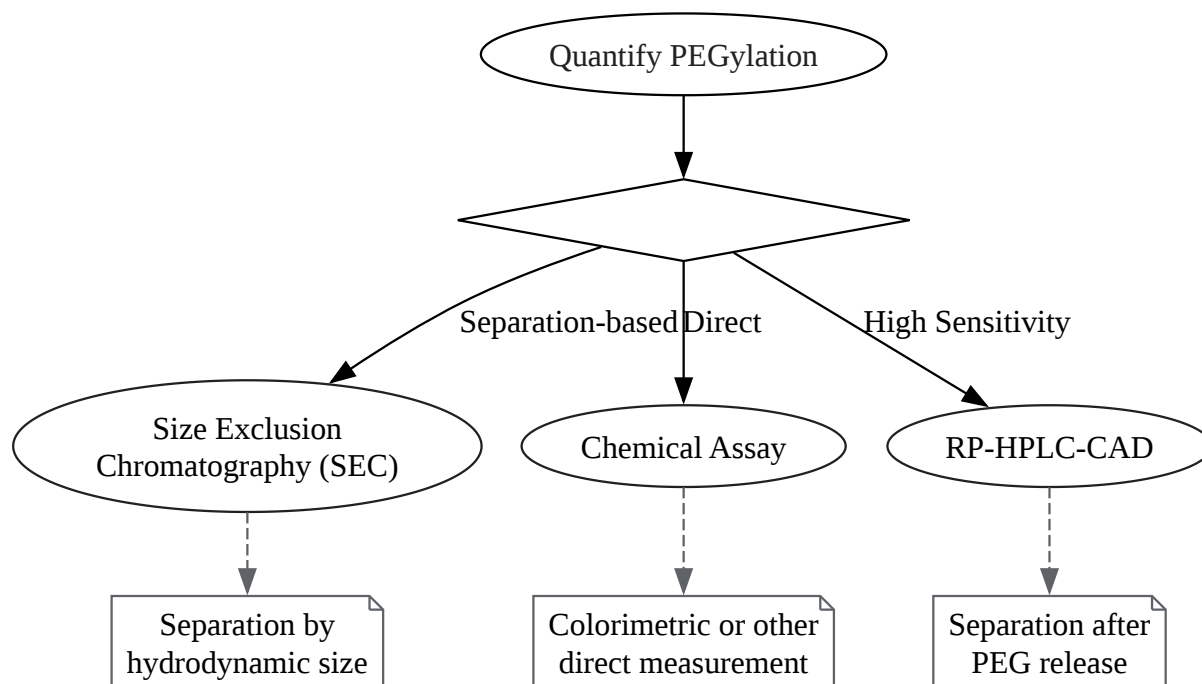 Quantify PEGylation
Separation-based
Direct
High Sensitivity
Size Exclusion
Chromatography (SEC)
Chemical Assay
RP-HPLC-CAD
Separation by
hydrodynamic size
Colorimetric or other
direct measurement
Separation after
PEG release